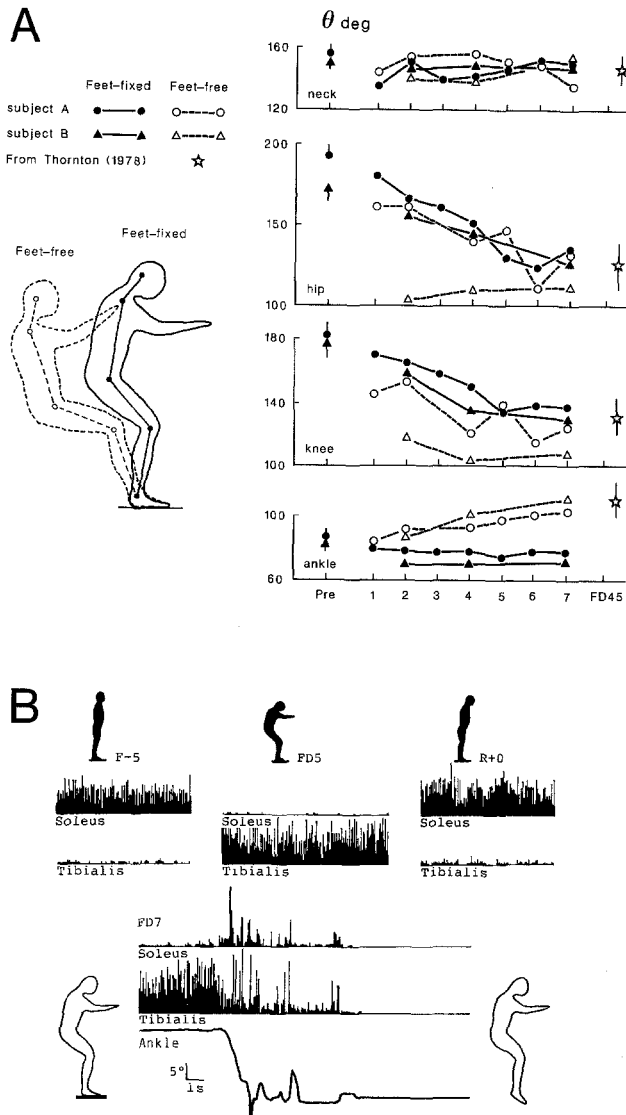 A
θ deg
Feet-fixed Feet-free
subject A
subject B
From Thornton (1978)
Feet-free
Feet-fixed
160
120
neck
200
150
100
hip
180
140
100
knee
100
60
ankle
Pre 1 2 3 4 5 6 7 FD45
B
F-5
FD5
R+0
Soleus
Tibialis
Soleus
Tibialis
Soleus
Tibialis
FD7
Soleus
Tibialis
Ankle
5°
1s